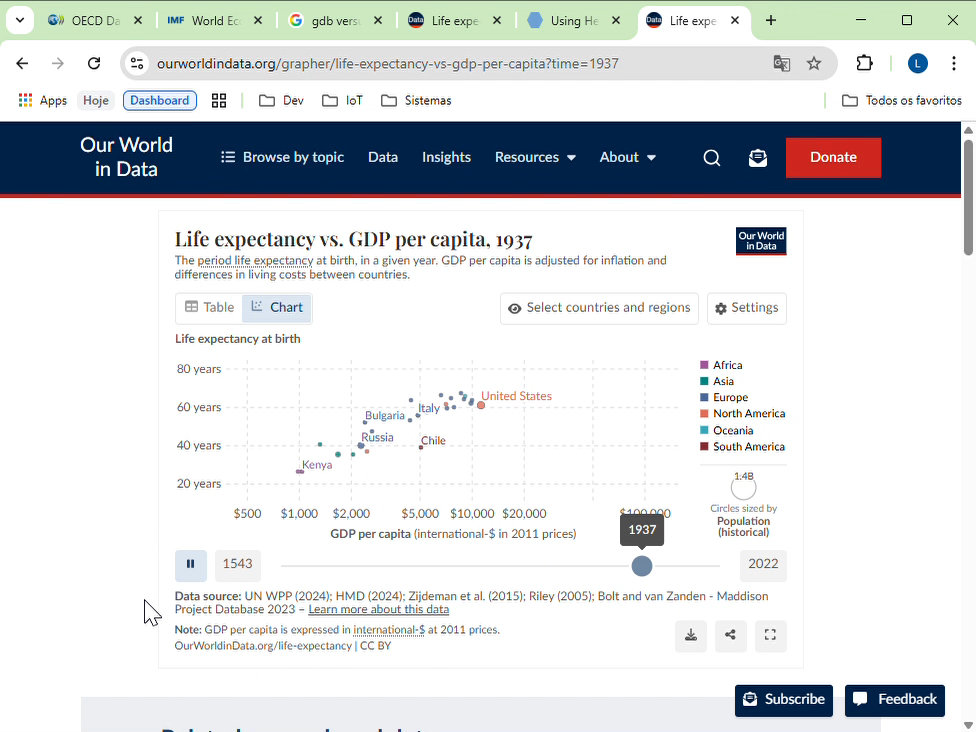 OECD Da
IMF World Ec
gdb vers
Life expe
Using He
Life expe
ourworldindata.org/grapher/life-expectancy-vs-gdp-per-capita?time=1937
L
Apps
Hoje
Dashboard
Dev
IoT
Sistemas
Todos os favoritos
Our World
in Data
Browse by topic
Data
Insights
Resources
About
Donate
Life expectancy vs. GDP per capita, 1937
The period life expectancy at birth, in a given year. GDP per capita is adjusted for inflation and
differences in living costs between countries.
Our World
in Data
Table
Chart
Select countries and regions
Settings
Life expectancy at birth
80 years
60 years
40 years
20 years
United States
Italy
Bulgaria
Russia
Chile
Kenya
$500
$1,000
$2,000
$5,000
$10,000
$20,000
$100,000
GDP per capita (international-$ in 2011 prices)
Africa
Asia
Europe
North America
Oceania
South America
1.4B
Circles sized by
Population
(historical)
1937
1543
2022
Data source: UN WPP (2024); HMD (2024); Zijdeman et al. (2015); Riley (2005); Bolt and van Zanden - Maddison
Project Database 2023 – Learn more about this data
Note: GDP per capita is expressed in international-$ at 2011 prices.
OurWorldinData.org/life-expectancy | CC BY
Subscribe
Feedback